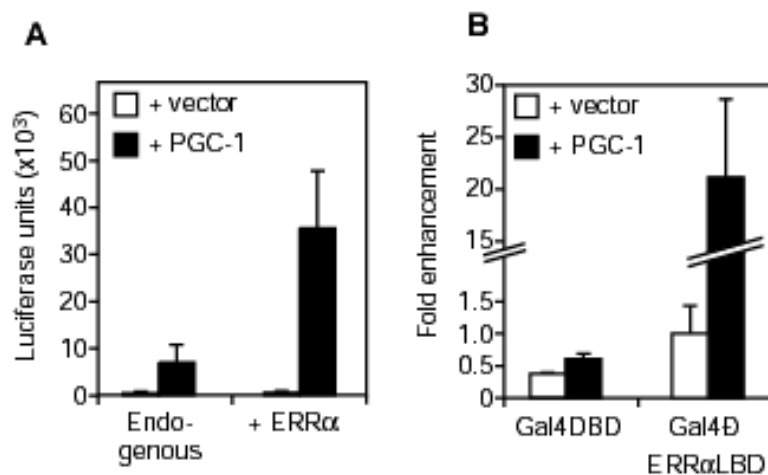 A
Luciferase units (x10³)
60
50
40
30
20
10
0
+ vector
+ PGC-1
Endo-
genous
+ ERRα
B
Fold enhancement
30
25
20
15
1.5
1.0
0.5
0
+ vector
+ PGC-1
Gal4DBD
Gal4Ð
ERRαLBD